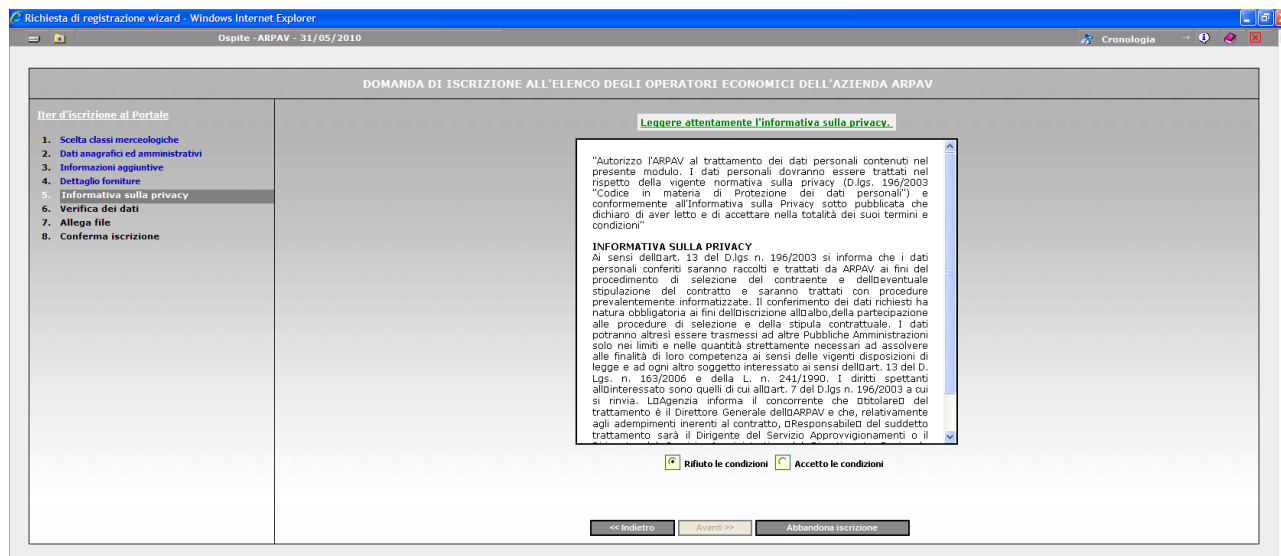 Richiesta di registrazione wizard - Windows Internet Explorer
Ospite -ARPAV - 31/05/2010
Cronologia
DOMANDA DI ISCRIZIONE ALL'ELENCO DEGLI OPERATORI ECONOMICI DELL'AZIENDA ARPAV
Iter d'iscrizione al Portale
1. Scelta classi merceologiche
2. Dati anagrafici ed amministrativi
3. Informazioni aggiuntive
4. Dettaglio forniture
5. Informativa sulla privacy
6. Verifica dei dati
7. Allega file
8. Conferma iscrizione
Leggere attentamente l'informativa sulla privacy.
"Autorizzo l'ARPAV al trattamento dei dati personali contenuti nel
presente modulo. I dati personali dovranno essere trattati nel
rispetto della vigente normativa sulla privacy (D.lgs. 196/2003
"Codice in materia di Protezione dei dati personali") e
conformemente all'Informativa sulla Privacy sotto pubblicata che
dichiaro di aver letto e di accettare nella totalità dei suoi termini e
condizioni"
INFORMATIVA SULLA PRIVACY
Ai sensi dell□art. 13 del D.lgs n. 196/2003 si informa che i dati
personali conferiti saranno raccolti e trattati da ARPAV ai fini del
procedimento di selezione del contraente e dell□eventuale
stipulazione del contratto e saranno trattati con procedure
prevalentemente informatizzate. Il conferimento dei dati richiesti ha
natura obbligatoria ai fini dell□iscrizione all□albo,della partecipazione
alle procedure di selezione e della stipula contrattuale. I dati
potranno altresì essere trasmessi ad altre Pubbliche Amministrazioni
solo nei limiti e nelle quantità strettamente necessari ad assolvere
alle finalità di loro competenza ai sensi delle vigenti disposizioni di
legge e ad ogni altro soggetto interessato ai sensi dell□art. 13 del D.
Lgs. n. 163/2006 e della L. n. 241/1990. I diritti spettanti
all□interessato sono quelli di cui all□art. 7 del D.lgs n. 196/2003 a cui
si rinvia. L□Agenzia informa il concorrente che □titolare□ del
trattamento è il Direttore Generale dell□ARPAV e che, relativamente
agli adempimenti inerenti al contratto, □Responsabile□ del suddetto
trattamento sarà il Dirigente del Servizio Approvvigionamenti o il
Rifiuto le condizioni Accetto le condizioni
<< Indietro Avanti >> Abbandona iscrizione